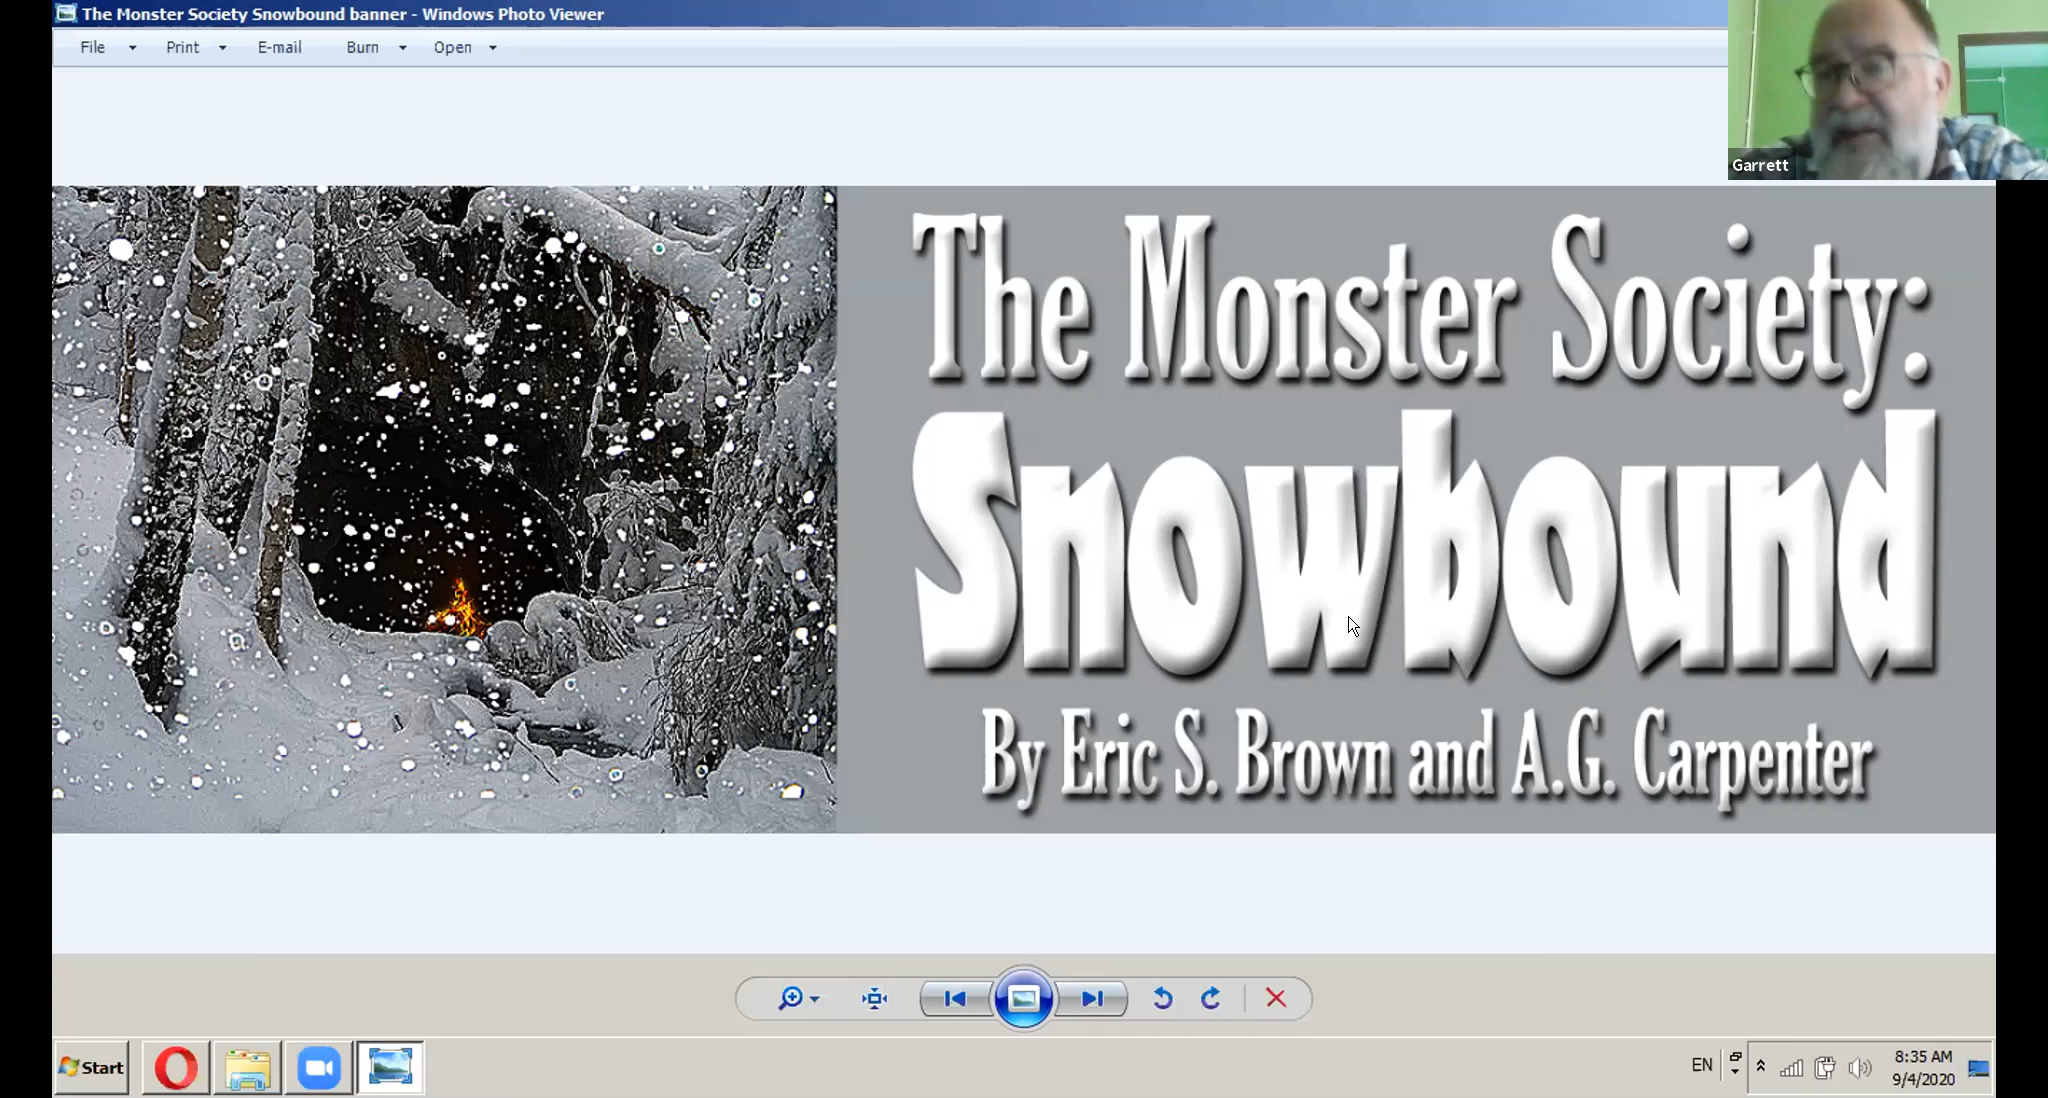 The Monster Society Snowbound banner - Windows Photo Viewer
File Print E-mail Burn Open
Garrett
The Monster Society:
Snowbound
By Eric S. Brown and A.G. Carpenter
Start
EN
8:35 AM
9/4/2020